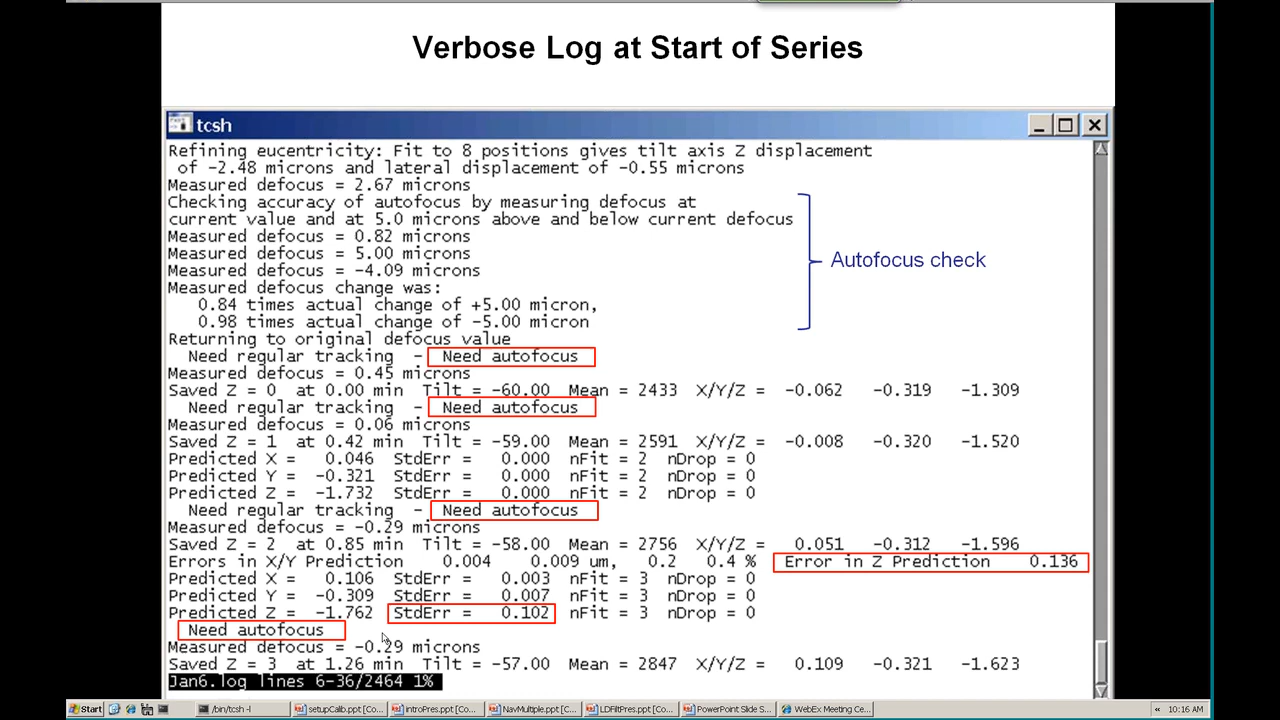 Verbose Log at Start of Series
tcsh
Refining eucentricity: Fit to 8 positions gives tilt axis Z displacement
of -2.48 microns and lateral displacement of -0.55 microns
Measured defocus = 2.67 microns
Checking accuracy of autofocus by measuring defocus at
current value and at 5.0 microns above and below current defocus
Measured defocus = 0.82 microns
Measured defocus = 5.00 microns
Autofocus check
Measured defocus = -4.09 microns
Measured defocus change was:
0.84 times actual change of +5.00 micron,
0.98 times actual change of -5.00 micron
Returning to original defocus value
Need regular tracking - Need autofocus
Measured defocus = 0.45 microns
Saved Z = 0 at 0.00 min Tilt = -60.00 Mean = 2433 X/Y/Z = -0.062 -0.319 -1.309
Need regular tracking - Need autofocus
Measured defocus = 0.06 microns
Saved Z = 1 at 0.42 min Tilt = -59.00 Mean = 2591 X/Y/Z = -0.008 -0.320 -1.520
Predicted X = 0.046 StdErr = 0.000 nFit = 2 nDrop = 0
Predicted Y = -0.321 StdErr = 0.000 nFit = 2 nDrop = 0
Predicted Z = -1.732 StdErr = 0.000 nFit = 2 nDrop = 0
Need regular tracking - Need autofocus
Measured defocus = -0.29 microns
Saved Z = 2 at 0.85 min Tilt = -58.00 Mean = 2756 X/Y/Z = 0.051 -0.312 -1.596
Errors in X/Y Prediction 0.004 0.009 um, 0.2 0.4 % Error in Z Prediction 0.136
Predicted X = 0.106 StdErr = 0.003 nFit = 3 nDrop = 0
Predicted Y = -0.309 StdErr = 0.007 nFit = 3 nDrop = 0
Predicted Z = -1.762 StdErr = 0.102 nFit = 3 nDrop = 0
Need autofocus
Measured defocus = -0.29 microns
Saved Z = 3 at 1.26 min Tilt = -57.00 Mean = 2847 X/Y/Z = 0.109 -0.321 -1.623
Jan6.log lines 6-36/2464 1%
Start /bin/tcsh -l setupCalib.ppt [Co... introPres.ppt [Co... NavMultiple.ppt [C... LDFiltPres.ppt [Co... PowerPoint Slide S... WebEx Meeting Ce... « 10:16 AM